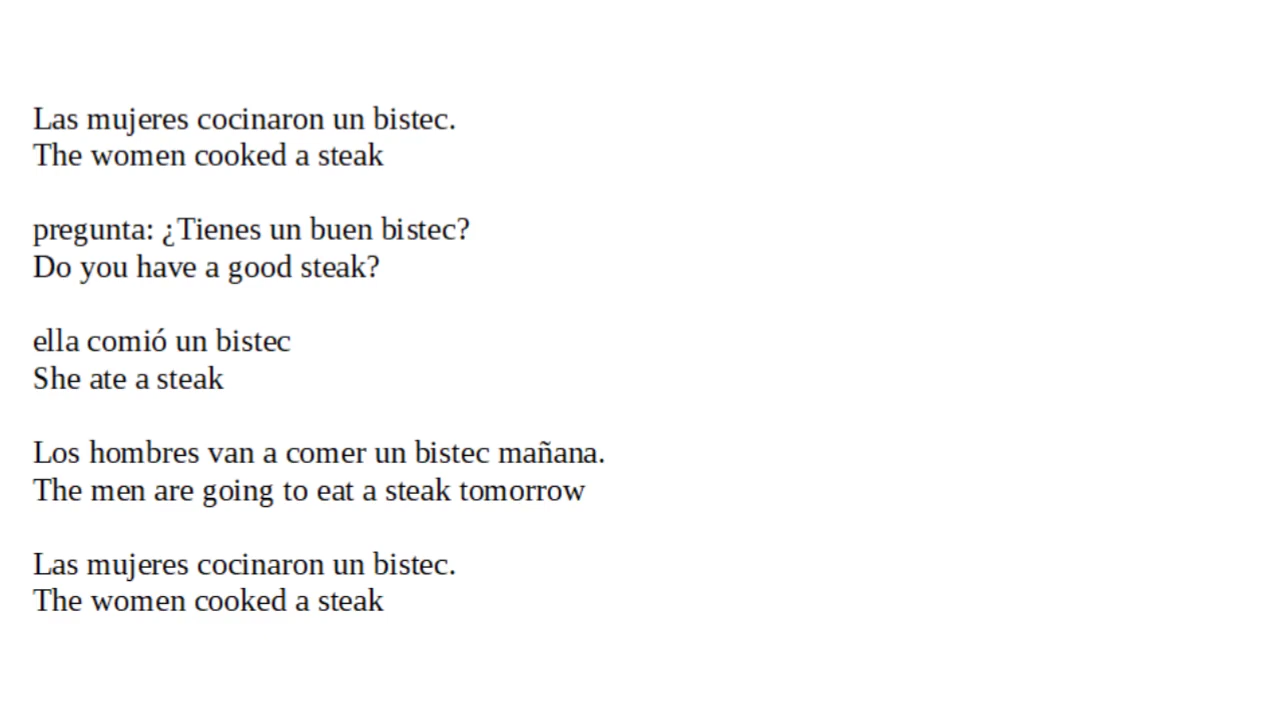 Las mujeres cocinaron un bistec.
The women cooked a steak
pregunta: ¿Tienes un buen bistec?
Do you have a good steak?
ella comió un bistec
She ate a steak
Los hombres van a comer un bistec mañana.
The men are going to eat a steak tomorrow
Las mujeres cocinaron un bistec.
The women cooked a steak